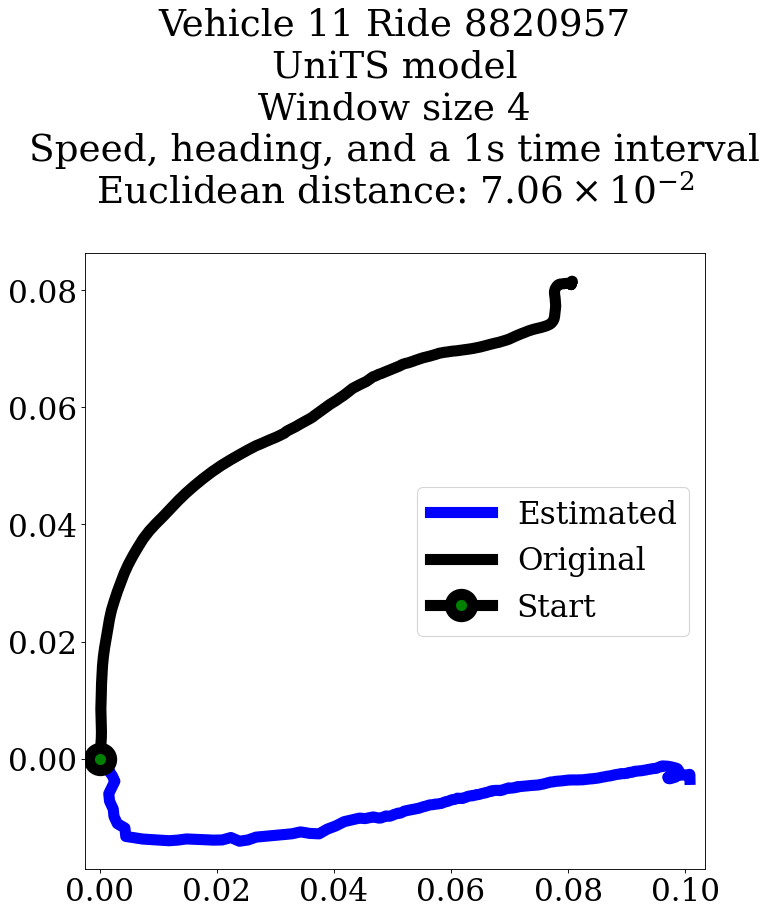 Vehicle 11 Ride 8820957
UniTS model
Window size 4
Speed, heading, and a 1s time interval
Euclidean distance: 7.06 × 10⁻²
0.08
0.06
0.04
0.02
0.00
Estimated
Original
Start
0.00 0.02 0.04 0.06 0.08 0.10